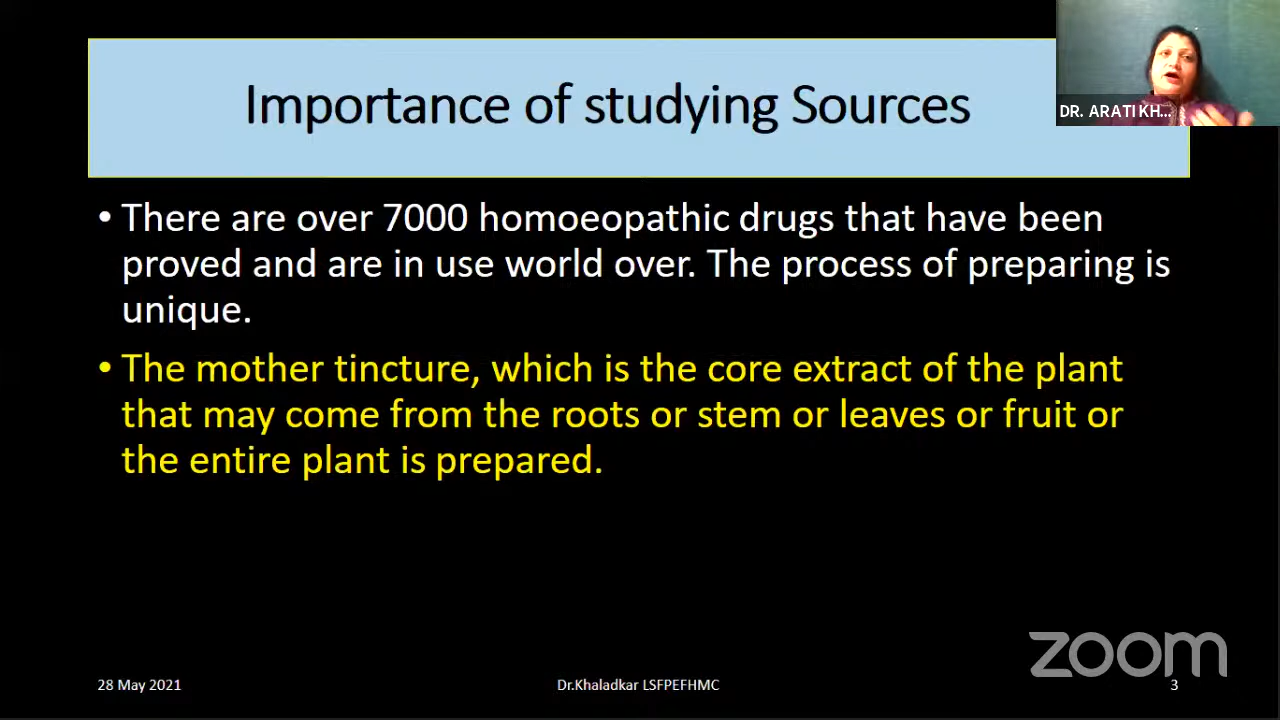 Importance of studying Sources
DR. ARATI KH...
• There are over 7000 homoeopathic drugs that have been
proved and are in use world over. The process of preparing is
unique.
• The mother tincture, which is the core extract of the plant
that may come from the roots or stem or leaves or fruit or
the entire plant is prepared.
zoom
28 May 2021
Dr.Khaladkar LSFPEFHMC
3